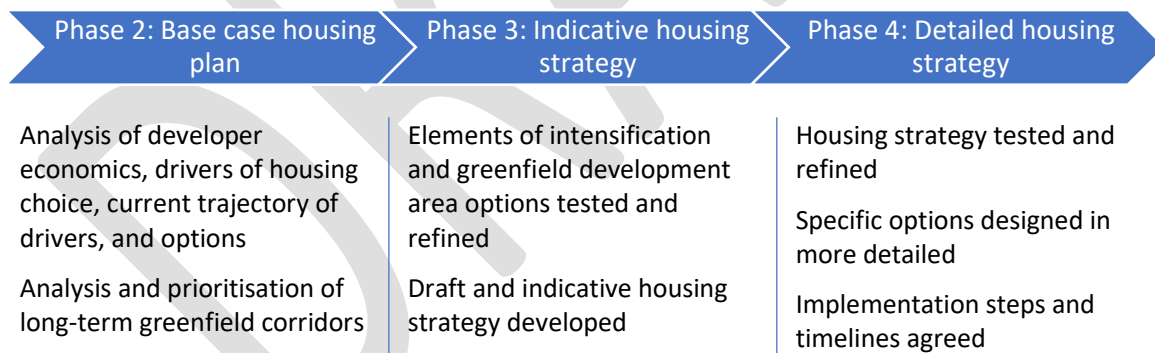 Phase 2: Base case housing
plan
Phase 3: Indicative housing
strategy
Phase 4: Detailed housing
strategy
Analysis of developer
economics, drivers of housing
choice, current trajectory of
drivers, and options
Analysis and prioritisation of
long-term greenfield corridors
Elements of intensification
and greenfield development
area options tested and
refined
Draft and indicative housing
strategy developed
Housing strategy tested and
refined
Specific options designed in
more detailed
Implementation steps and
timelines agreed